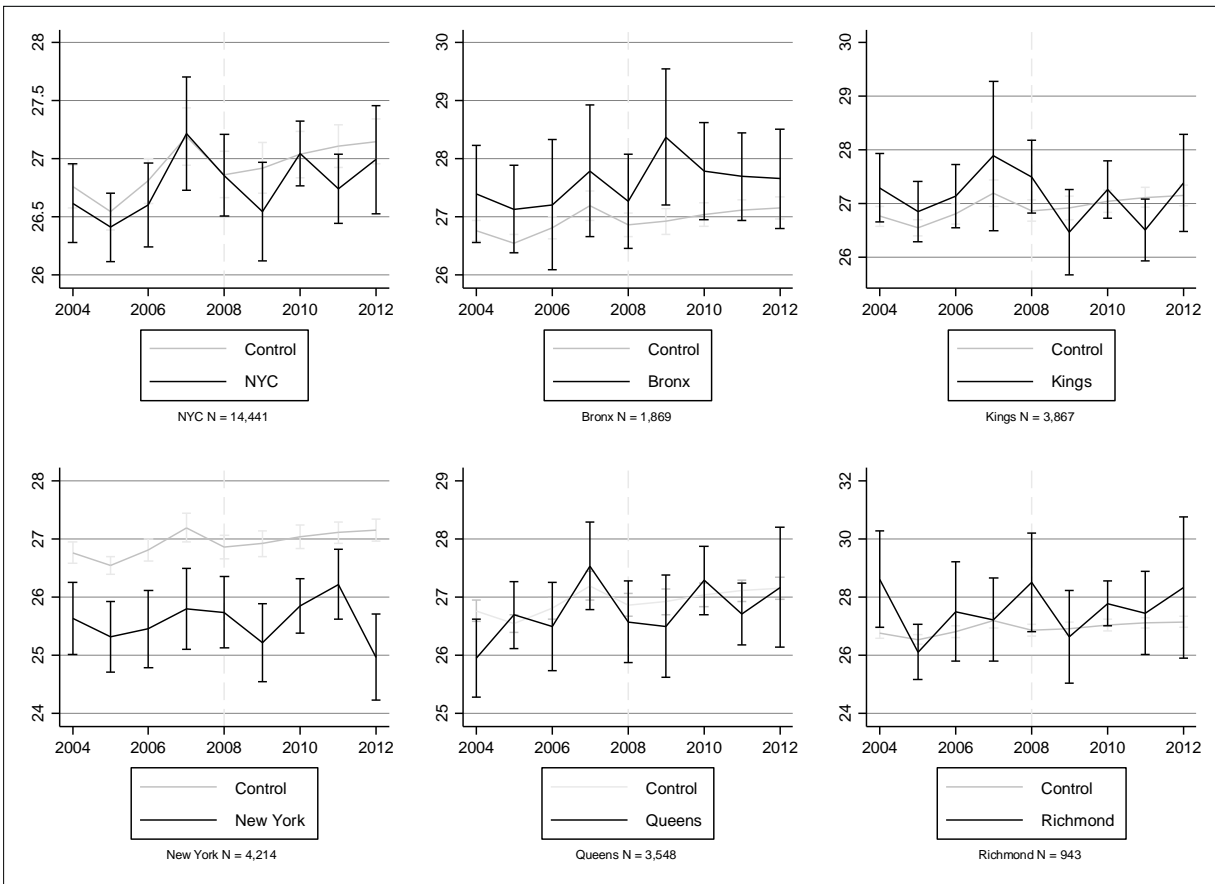 28
27.5
27
26.5
26
2004 2006 2008 2010 2012
Control
NYC
NYC N = 14,441
30
29
28
27
26
2004 2006 2008 2010 2012
Control
Bronx
Bronx N = 1,869
30
29
28
27
26
2004 2006 2008 2010 2012
Control
Kings
Kings N = 3,867
28
27
26
25
24
2004 2006 2008 2010 2012
Control
New York
New York N = 4,214
29
28
27
26
25
2004 2006 2008 2010 2012
Control
Queens
Queens N = 3,548
32
30
28
26
24
2004 2006 2008 2010 2012
Control
Richmond
Richmond N = 943